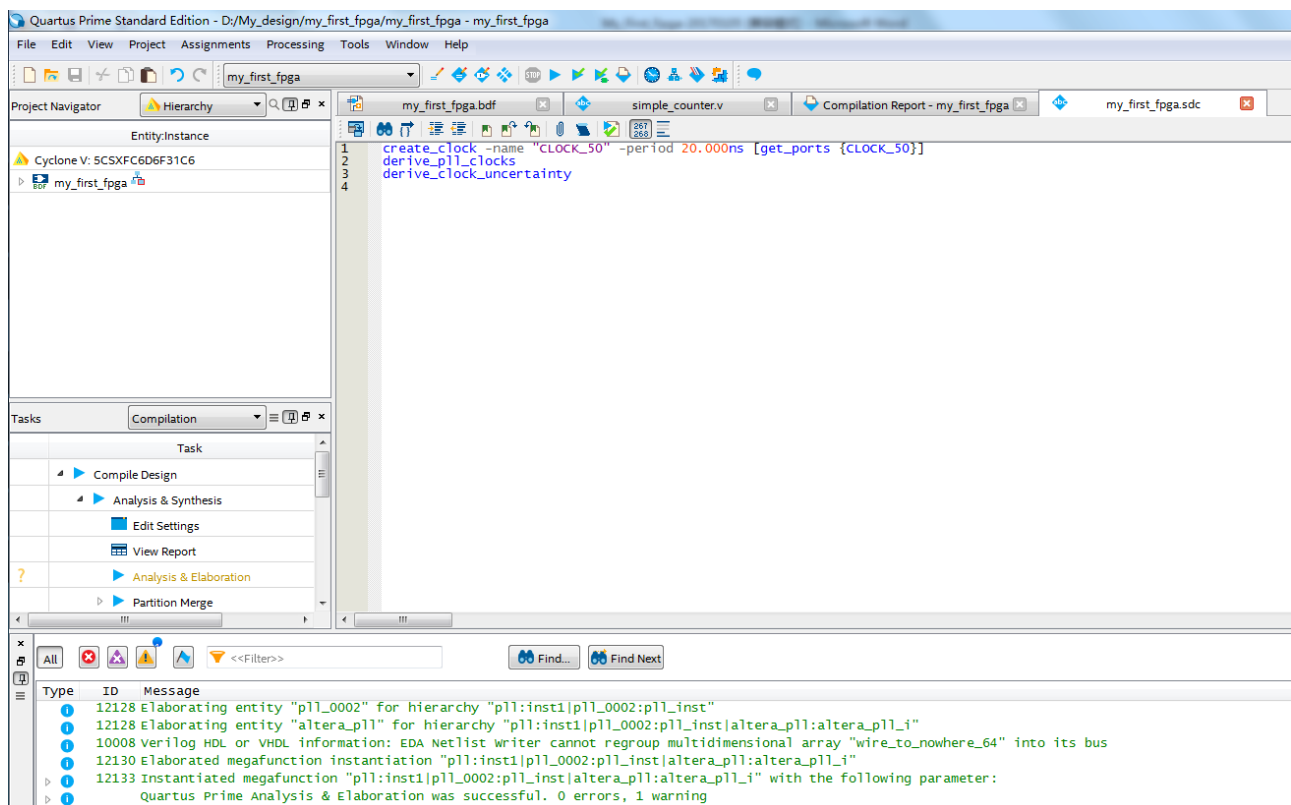 Quartus Prime Standard Edition - D:/My_design/my_first_fpga/my_first_fpga - my_first_fpga
File Edit View Project Assignments Processing Tools Window Help
my_first_fpga
Project Navigator Hierarchy
Entity:Instance
Cyclone V: 5CSXFC6D6F31C6
my_first_fpga
my_first_fpga.bdf simple_counter.v Compilation Report - my_first_fpga my_first_fpga.sdc
267
268
1 create_clock -name "CLOCK_50" -period 20.000ns [get_ports {CLOCK_50}]
2 derive_pll_clocks
3 derive_clock_uncertainty
4
Tasks Compilation
Task
Compile Design
Analysis & Synthesis
Edit Settings
View Report
? Analysis & Elaboration
Partition Merge
All <<Filter>> Find... Find Next
Type ID Message
12128 Elaborating entity "pll_0002" for hierarchy "pll:inst1|pll_0002:pll_inst"
12128 Elaborating entity "altera_pll" for hierarchy "pll:inst1|pll_0002:pll_inst|altera_pll:altera_pll_i"
10008 Verilog HDL or VHDL information: EDA Netlist Writer cannot regroup multidimensional array "wire_to_nowhere_64" into its bus
12130 Elaborated megafunction instantiation "pll:inst1|pll_0002:pll_inst|altera_pll:altera_pll_i"
12133 Instantiated megafunction "pll:inst1|pll_0002:pll_inst|altera_pll:altera_pll_i" with the following parameter:
Quartus Prime Analysis & Elaboration was successful. 0 errors, 1 warning